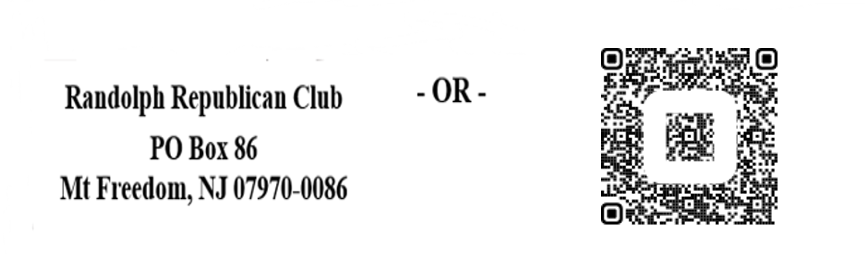 Randolph Republican Club
- OR -
PO Box 86
Mt Freedom, NJ 07970-0086